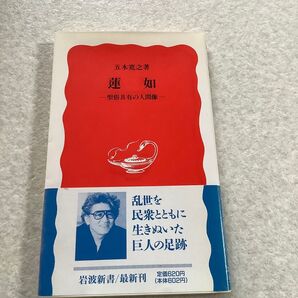 五木寛之著
蓮如
―聖俗具有の人間像―
乱世を
民衆とともに
生きぬいた
巨人の足跡
岩波新書/最新刊
定価620円
(本体602円)